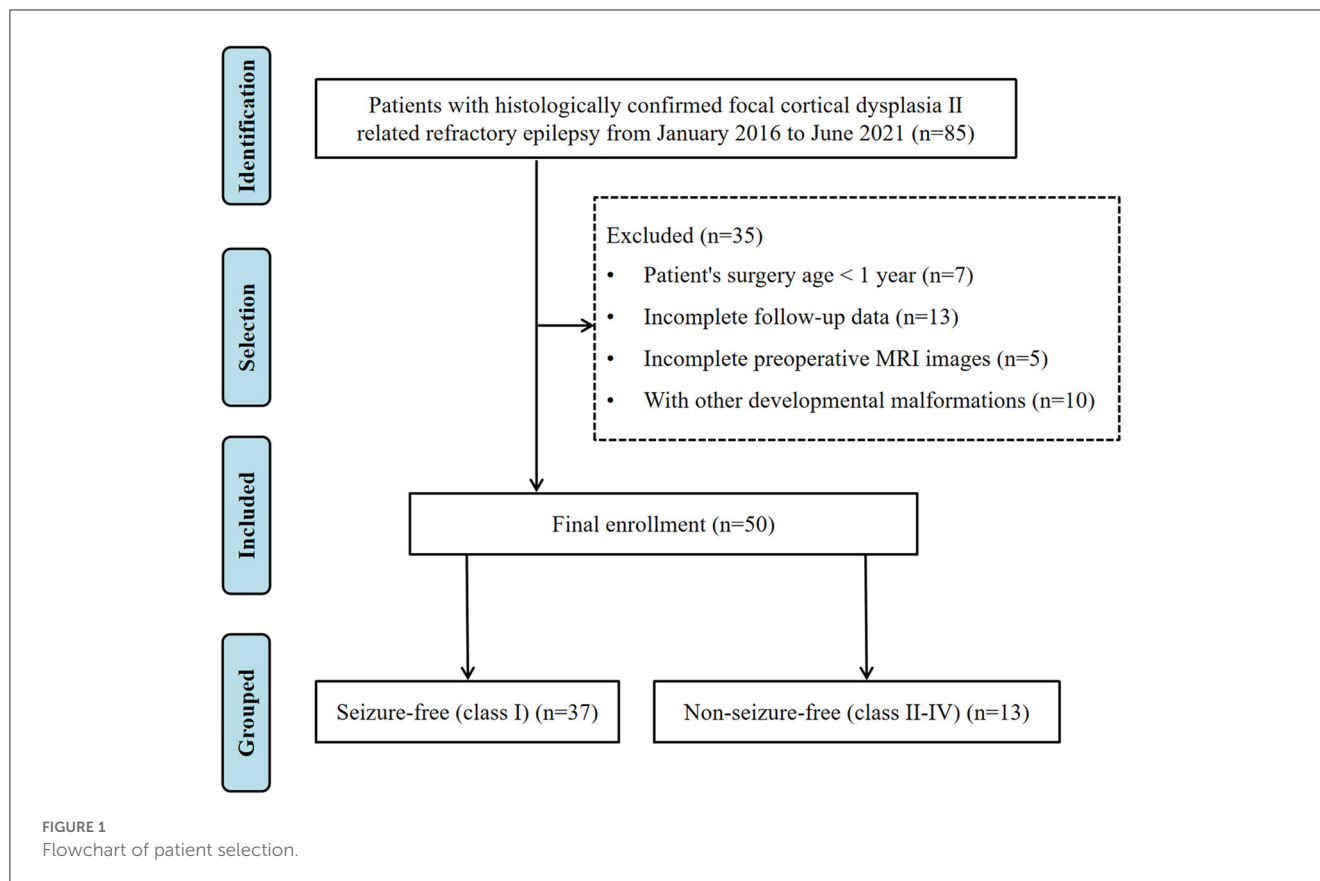 Identification
Patients with histologically confirmed focal cortical dysplasia II
related refractory epilepsy from January 2016 to June 2021 (n=85)
Selection
Excluded (n=35)
• Patient's surgery age < 1 year (n=7)
• Incomplete follow-up data (n=13)
• Incomplete preoperative MRI images (n=5)
• With other developmental malformations (n=10)
Included
Final enrollment (n=50)
Grouped
Seizure-free (class I) (n=37)
Non-seizure-free (class II-IV) (n=13)
FIGURE 1
Flowchart of patient selection.